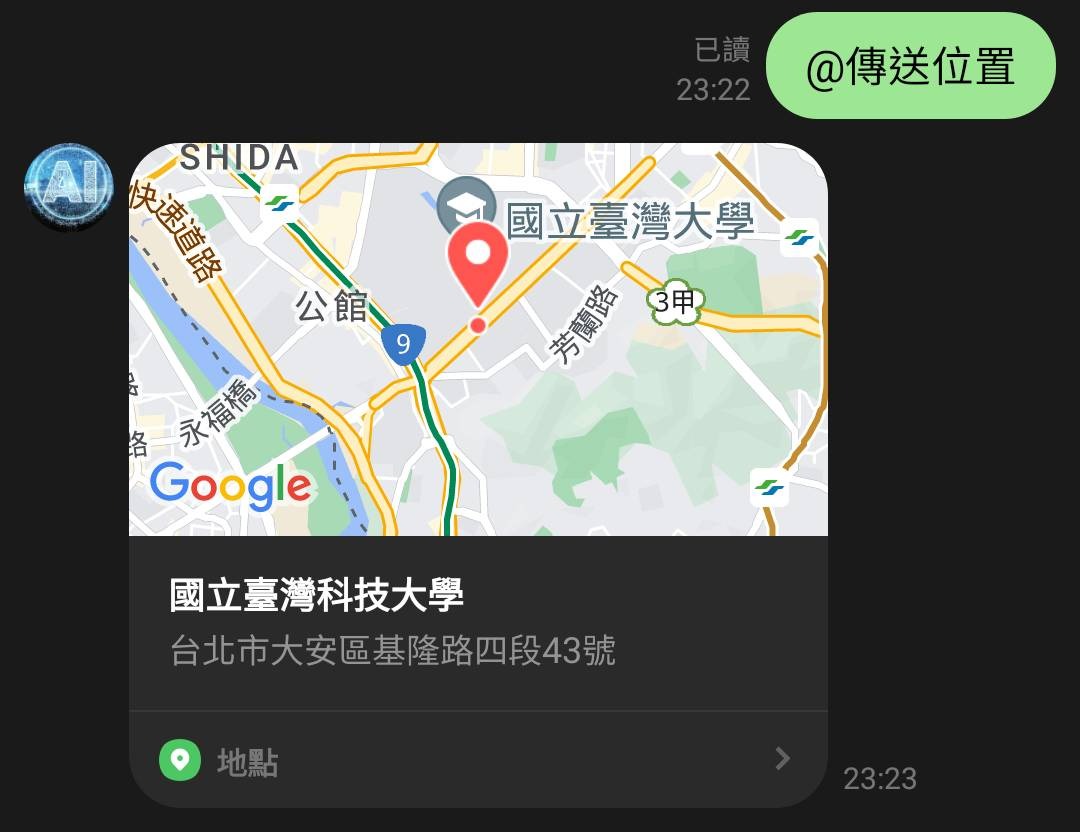 已讀
23:22
@傳送位置
AI
SHIDA
快速道路
國立臺灣大學
公館
3甲
芳蘭路
9
永福橋
路
Google
國立臺灣科技大學
台北市大安區基隆路四段43號
地點
23:23